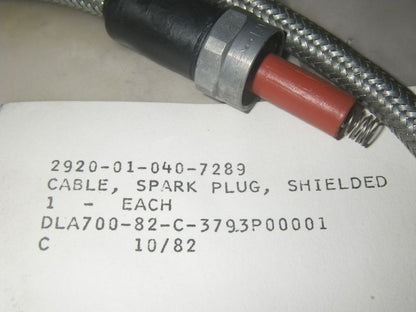 2920-01-040-7289
CABLE, SPARK PLUG, SHIELDED
1 - EACH
DLA700-82-C-3793P00001
C 10/82